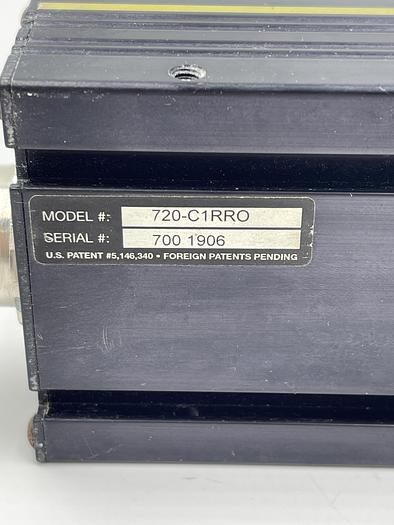 MODEL #: 720-C1RRO
SERIAL #: 700 1906
U.S. PATENT #5,146,340 • FOREIGN PATENTS PENDING